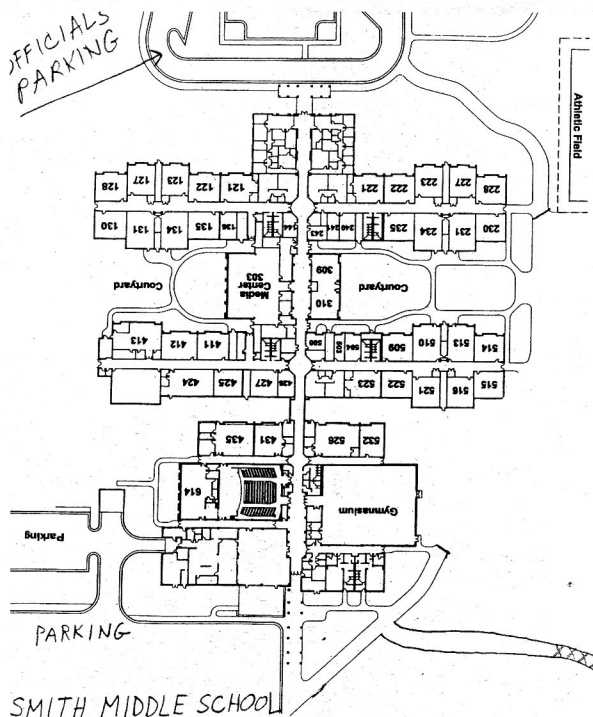 OFFICIALS
PARKING
Athletic Field
128 127 123 122 121 221 222 223 227 228
130 131 134 135 136 144 243 241 240 235 234 231 230
Courtyard
Media
Center
303
309
310
Courtyard
413 412 411 504 509 510 513 514
424 425 427 523 522 521 516 515
435 431 526 532
614
Gymnasium
Parking
PARKING
SMITH MIDDLE SCHOOL